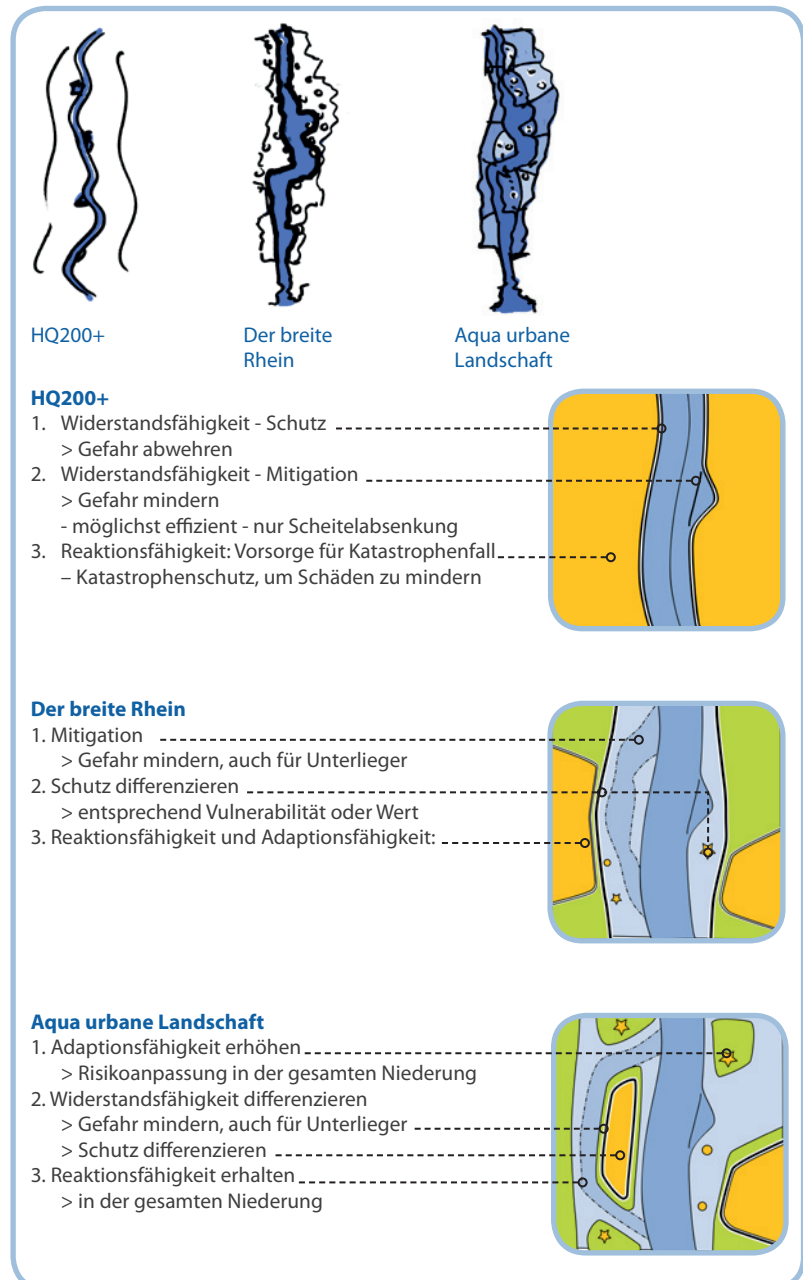 HQ200+
Der breite
Rhein
Aqua urbane
Landschaft
HQ200+
1. Widerstandsfähigkeit - Schutz
> Gefahr abwehren
2. Widerstandsfähigkeit - Mitigation
> Gefahr mindern
- möglichst effizient - nur Scheitelabsenkung
3. Reaktionsfähigkeit: Vorsorge für Katastrophenfall
– Katastrophenschutz, um Schäden zu mindern
Der breite Rhein
1. Mitigation
> Gefahr mindern, auch für Unterlieger
2. Schutz differenzieren
> entsprechend Vulnerabilität oder Wert
3. Reaktionsfähigkeit und Adaptionsfähigkeit:
Aqua urbane Landschaft
1. Adaptionsfähigkeit erhöhen
> Risikoanpassung in der gesamten Niederung
2. Widerstandsfähigkeit differenzieren
> Gefahr mindern, auch für Unterlieger
> Schutz differenzieren
3. Reaktionsfähigkeit erhalten
> in der gesamten Niederung